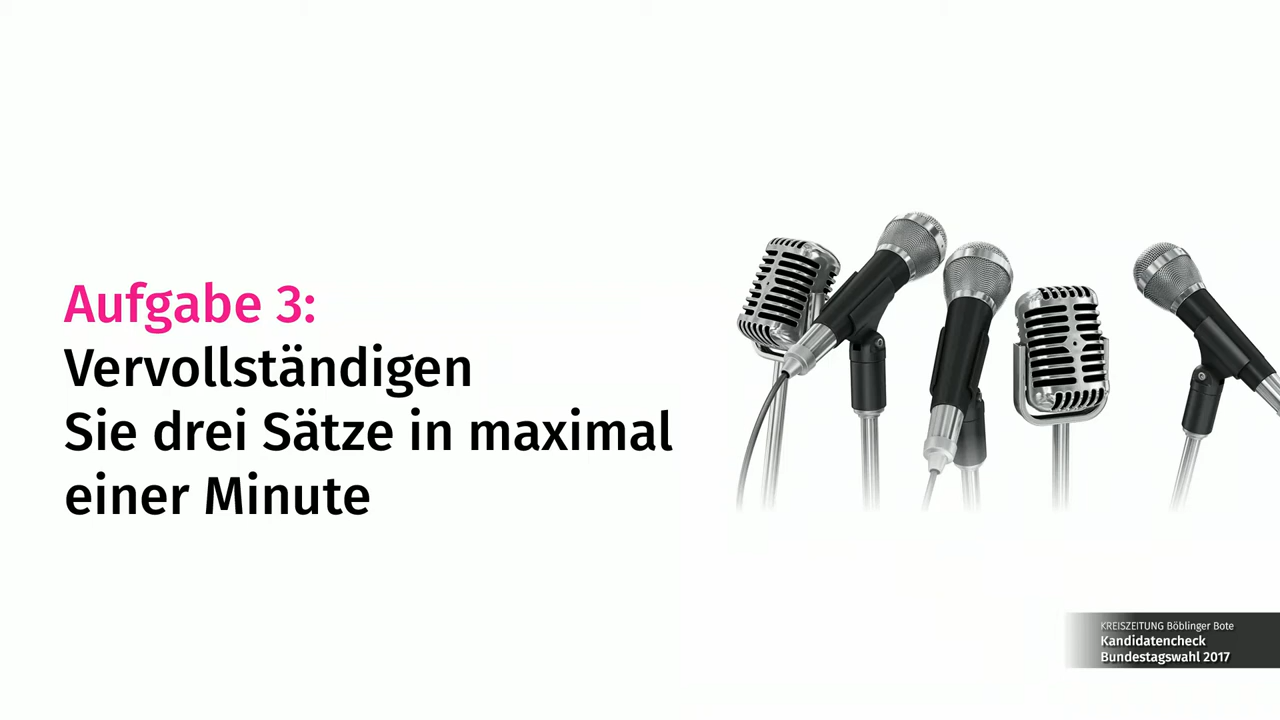 Aufgabe 3:
Vervollständigen
Sie drei Sätze in maximal
einer Minute
KREISZEITUNG Böblinger Bote
Kandidatencheck
Bundestagswahl 2017